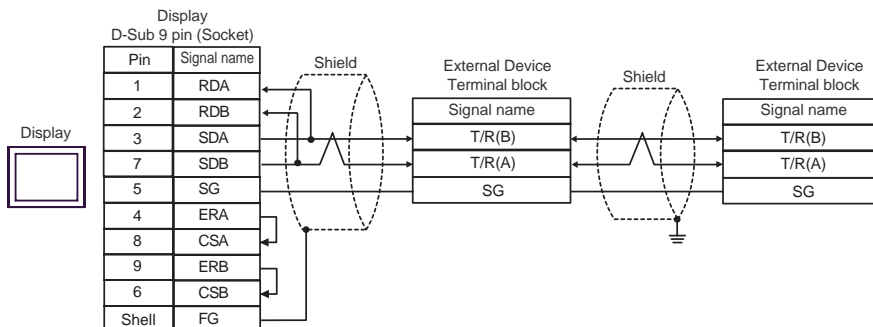 Display
D-Sub 9 pin (Socket)
Pin Signal name
1 RDA
2 RDB
3 SDA
7 SDB
5 SG
4 ERA
8 CSA
9 ERB
6 CSB
Shell FG
Display
Shield
External Device
Terminal block
Signal name
T/R(B)
T/R(A)
SG
Shield
External Device
Terminal block
Signal name
T/R(B)
T/R(A)
SG